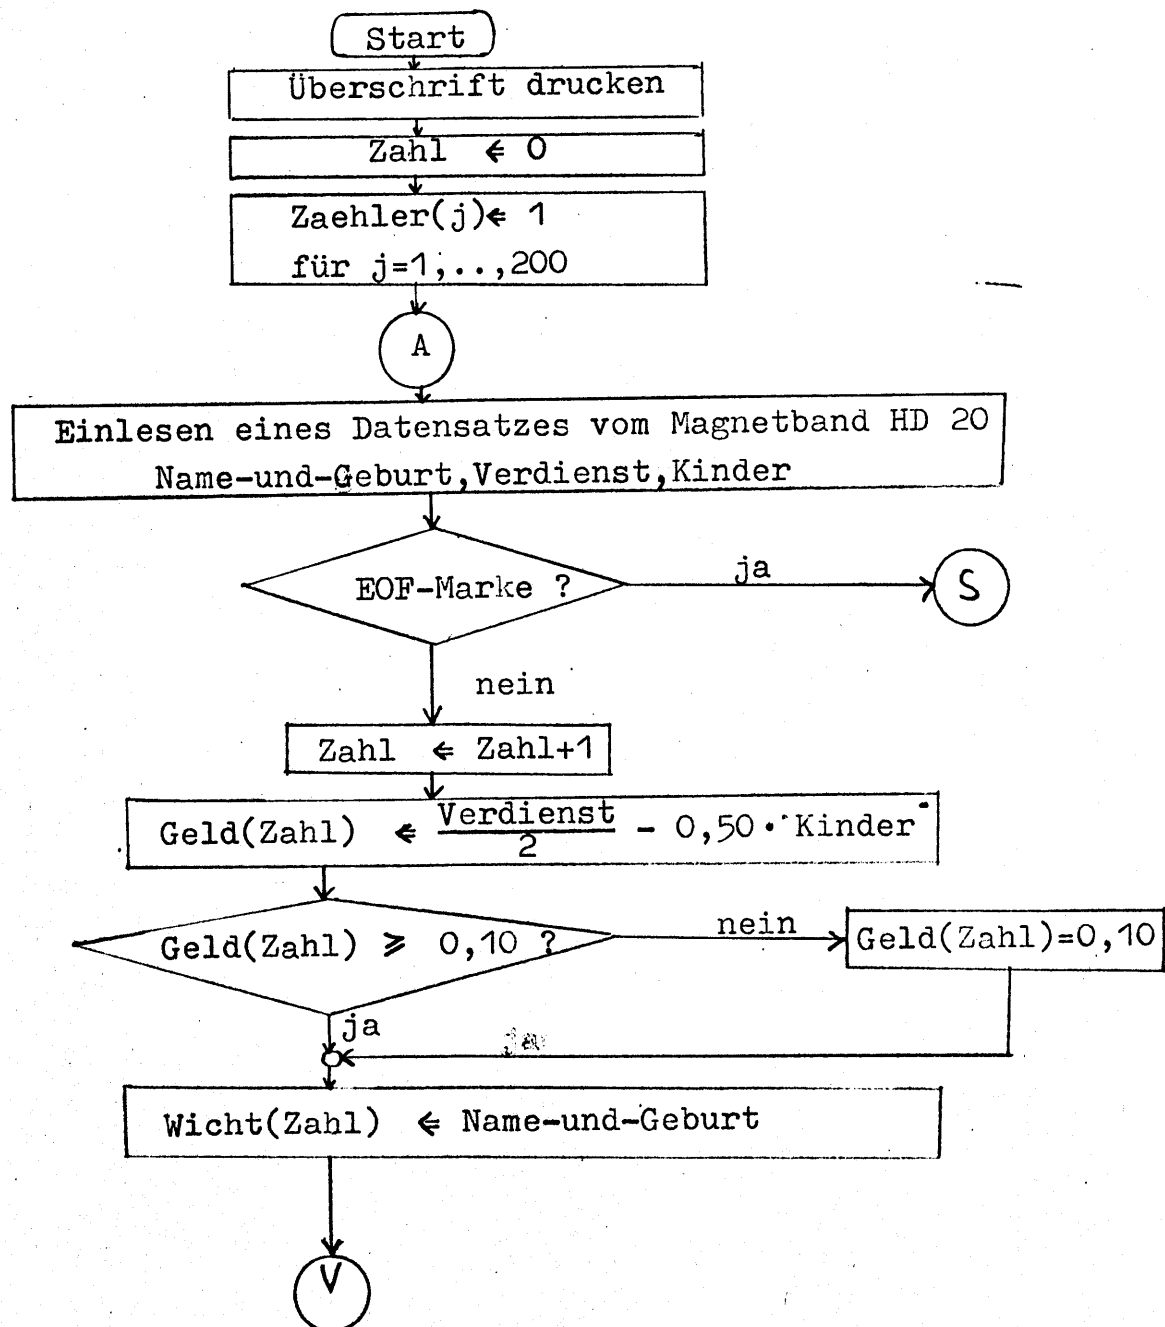 Start
Überschrift drucken
Zahl ⇐ 0
Zaehler(j)⇐ 1
für j=1,..,200
A
Einlesen eines Datensatzes vom Magnetband HD 20
Name-und-Geburt,Verdienst,Kinder
EOF-Marke ?
ja
S
nein
Zahl ⇐ Zahl+1
Geld(Zahl) ⇐ Verdienst/2 - 0,50 · Kinder
Geld(Zahl) ⩾ 0,10 ?
nein
Geld(Zahl)=0,10
ja
ja
Wicht(Zahl) ⇐ Name-und-Geburt
V